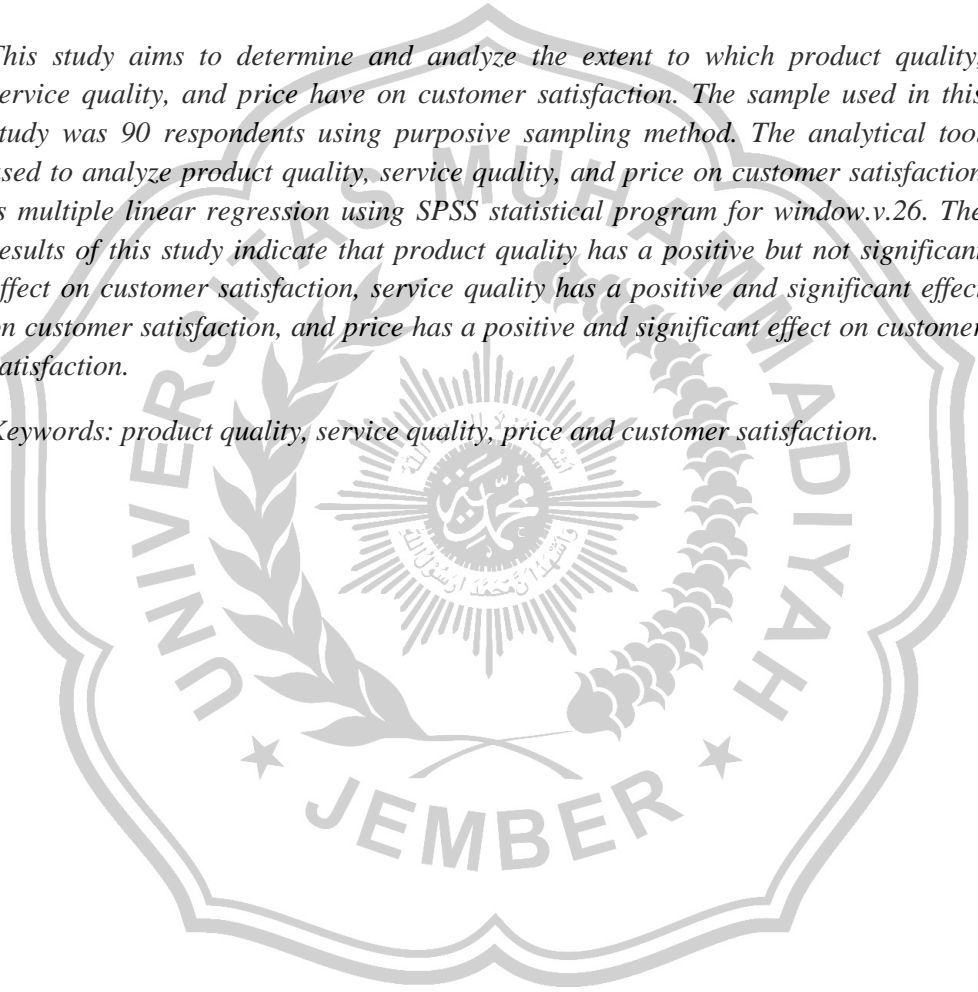 This study aims to determine and analyze the extent to which product quality,
service quality, and price have on customer satisfaction. The sample used in this
study was 90 respondents using purposive sampling method. The analytical tool
used to analyze product quality, service quality, and price on customer satisfaction
is multiple linear regression using SPSS statistical program for window.v.26. The
results of this study indicate that product quality has a positive but not significant
effect on customer satisfaction, service quality has a positive and significant effect
on customer satisfaction, and price has a positive and significant effect on customer
satisfaction.
Keywords: product quality, service quality, price and customer satisfaction.
UNIVERSITAS MUHAMMADIYAH
JEMBER